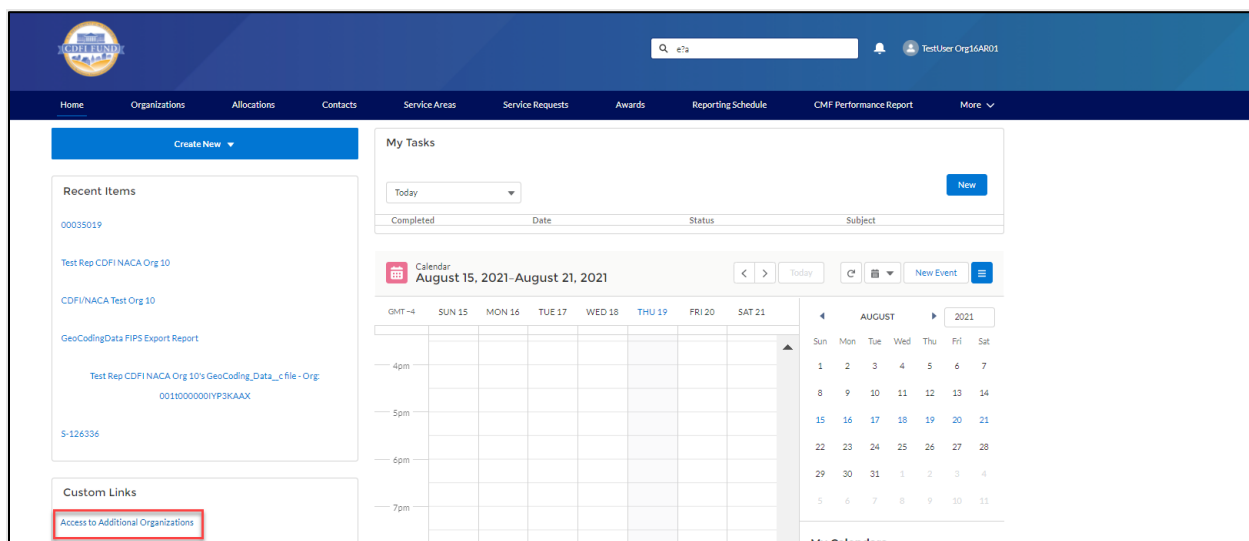 CDFI FUND
e?a
TestUser Org16AR01
Home Organizations Allocations Contacts Service Areas Service Requests Awards Reporting Schedule CMF Performance Report More
Create New
Recent Items
00035019
Test Rep CDFI NACA Org 10
CDFI/NACA Test Org 10
GeoCodingData FIPS Export Report
Test Rep CDFI NACA Org 10's GeoCoding_Data__c file - Org:
001t000000IYP3KAAX
S-126336
Custom Links
Access to Additional Organizations
My Tasks
Today
New
Completed Date Status Subject
Calendar
August 15, 2021–August 21, 2021
Today
New Event
GMT −4 SUN 15 MON 16 TUE 17 WED 18 THU 19 FRI 20 SAT 21
4pm
5pm
6pm
7pm
AUGUST 2021
Sun Mon Tue Wed Thu Fri Sat
1 2 3 4 5 6 7
8 9 10 11 12 13 14
15 16 17 18 19 20 21
22 23 24 25 26 27 28
29 30 31 1 2 3 4
5 6 7 8 9 10 11